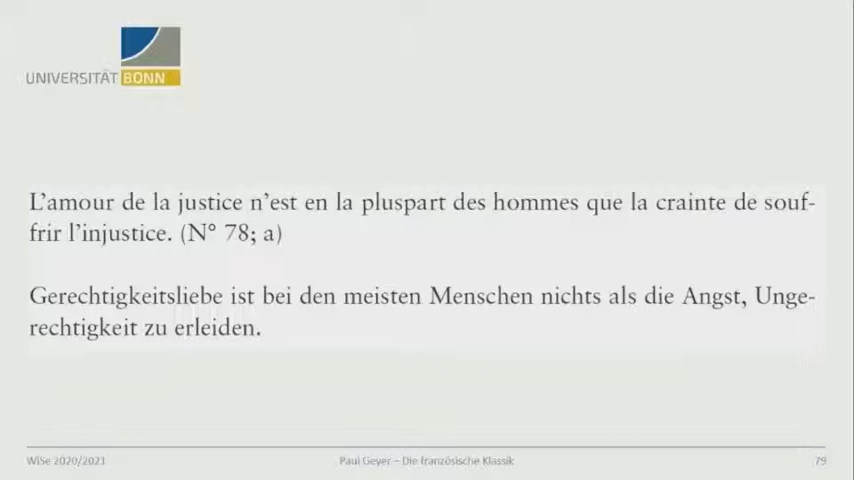 UNIVERSITÄT BONN
L'amour de la justice n'est en la pluspart des hommes que la crainte de souf-
frir l'injustice. (N° 78; a)
Gerechtigkeitsliebe ist bei den meisten Menschen nichts als die Angst, Unge-
rechtigkeit zu erleiden.
WiSe 2020/2021 Paul Geyer – Die französische Klassik 79